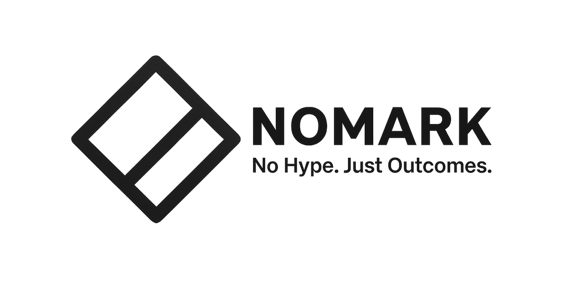 NOMARK
No Hype. Just Outcomes.